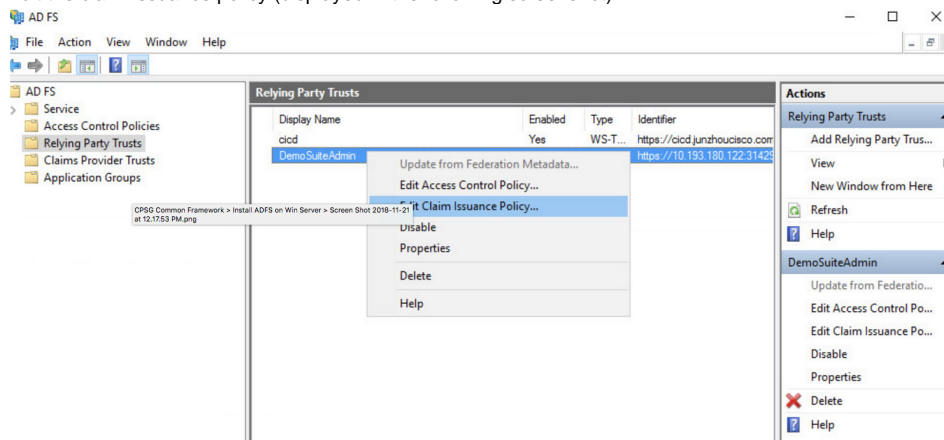 AD FS
File Action View Window Help
AD FS
Service
Access Control Policies
Relying Party Trusts
Claims Provider Trusts
Application Groups
Relying Party Trusts
Display Name Enabled Type Identifier
cicd Yes WS-T... https://cicd.junzhoucisco.com
DemoSuiteAdmin https://10.193.180.122:31429
Update from Federation Metadata...
Edit Access Control Policy...
Edit Claim Issuance Policy...
Disable
Properties
Delete
Help
CPSG Common Framework > Install ADFS on Win Server > Screen Shot 2018-11-21
at 12.17.53 PM.png
Actions
Relying Party Trusts
Add Relying Party Trus...
View
New Window from Here
Refresh
Help
DemoSuiteAdmin
Update from Federatio...
Edit Access Control Po...
Edit Claim Issuance Po...
Disable
Properties
Delete
Help